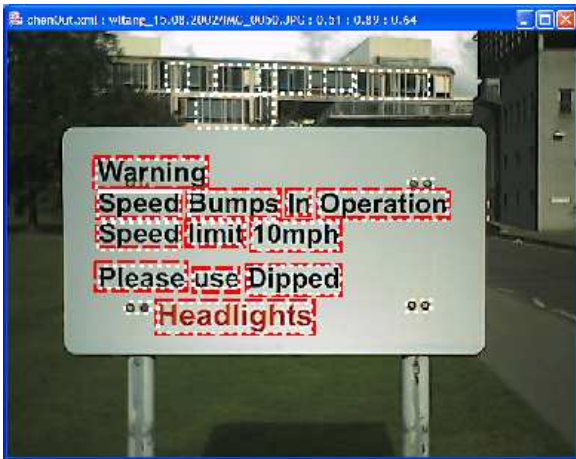 chenOut.xml : wltang_15.08.2002/IMG_0050.JPG : 0.51 : 0.89 : 0.64
Warning
Speed Bumps In Operation
Speed limit 10mph
Please use Dipped
Headlights